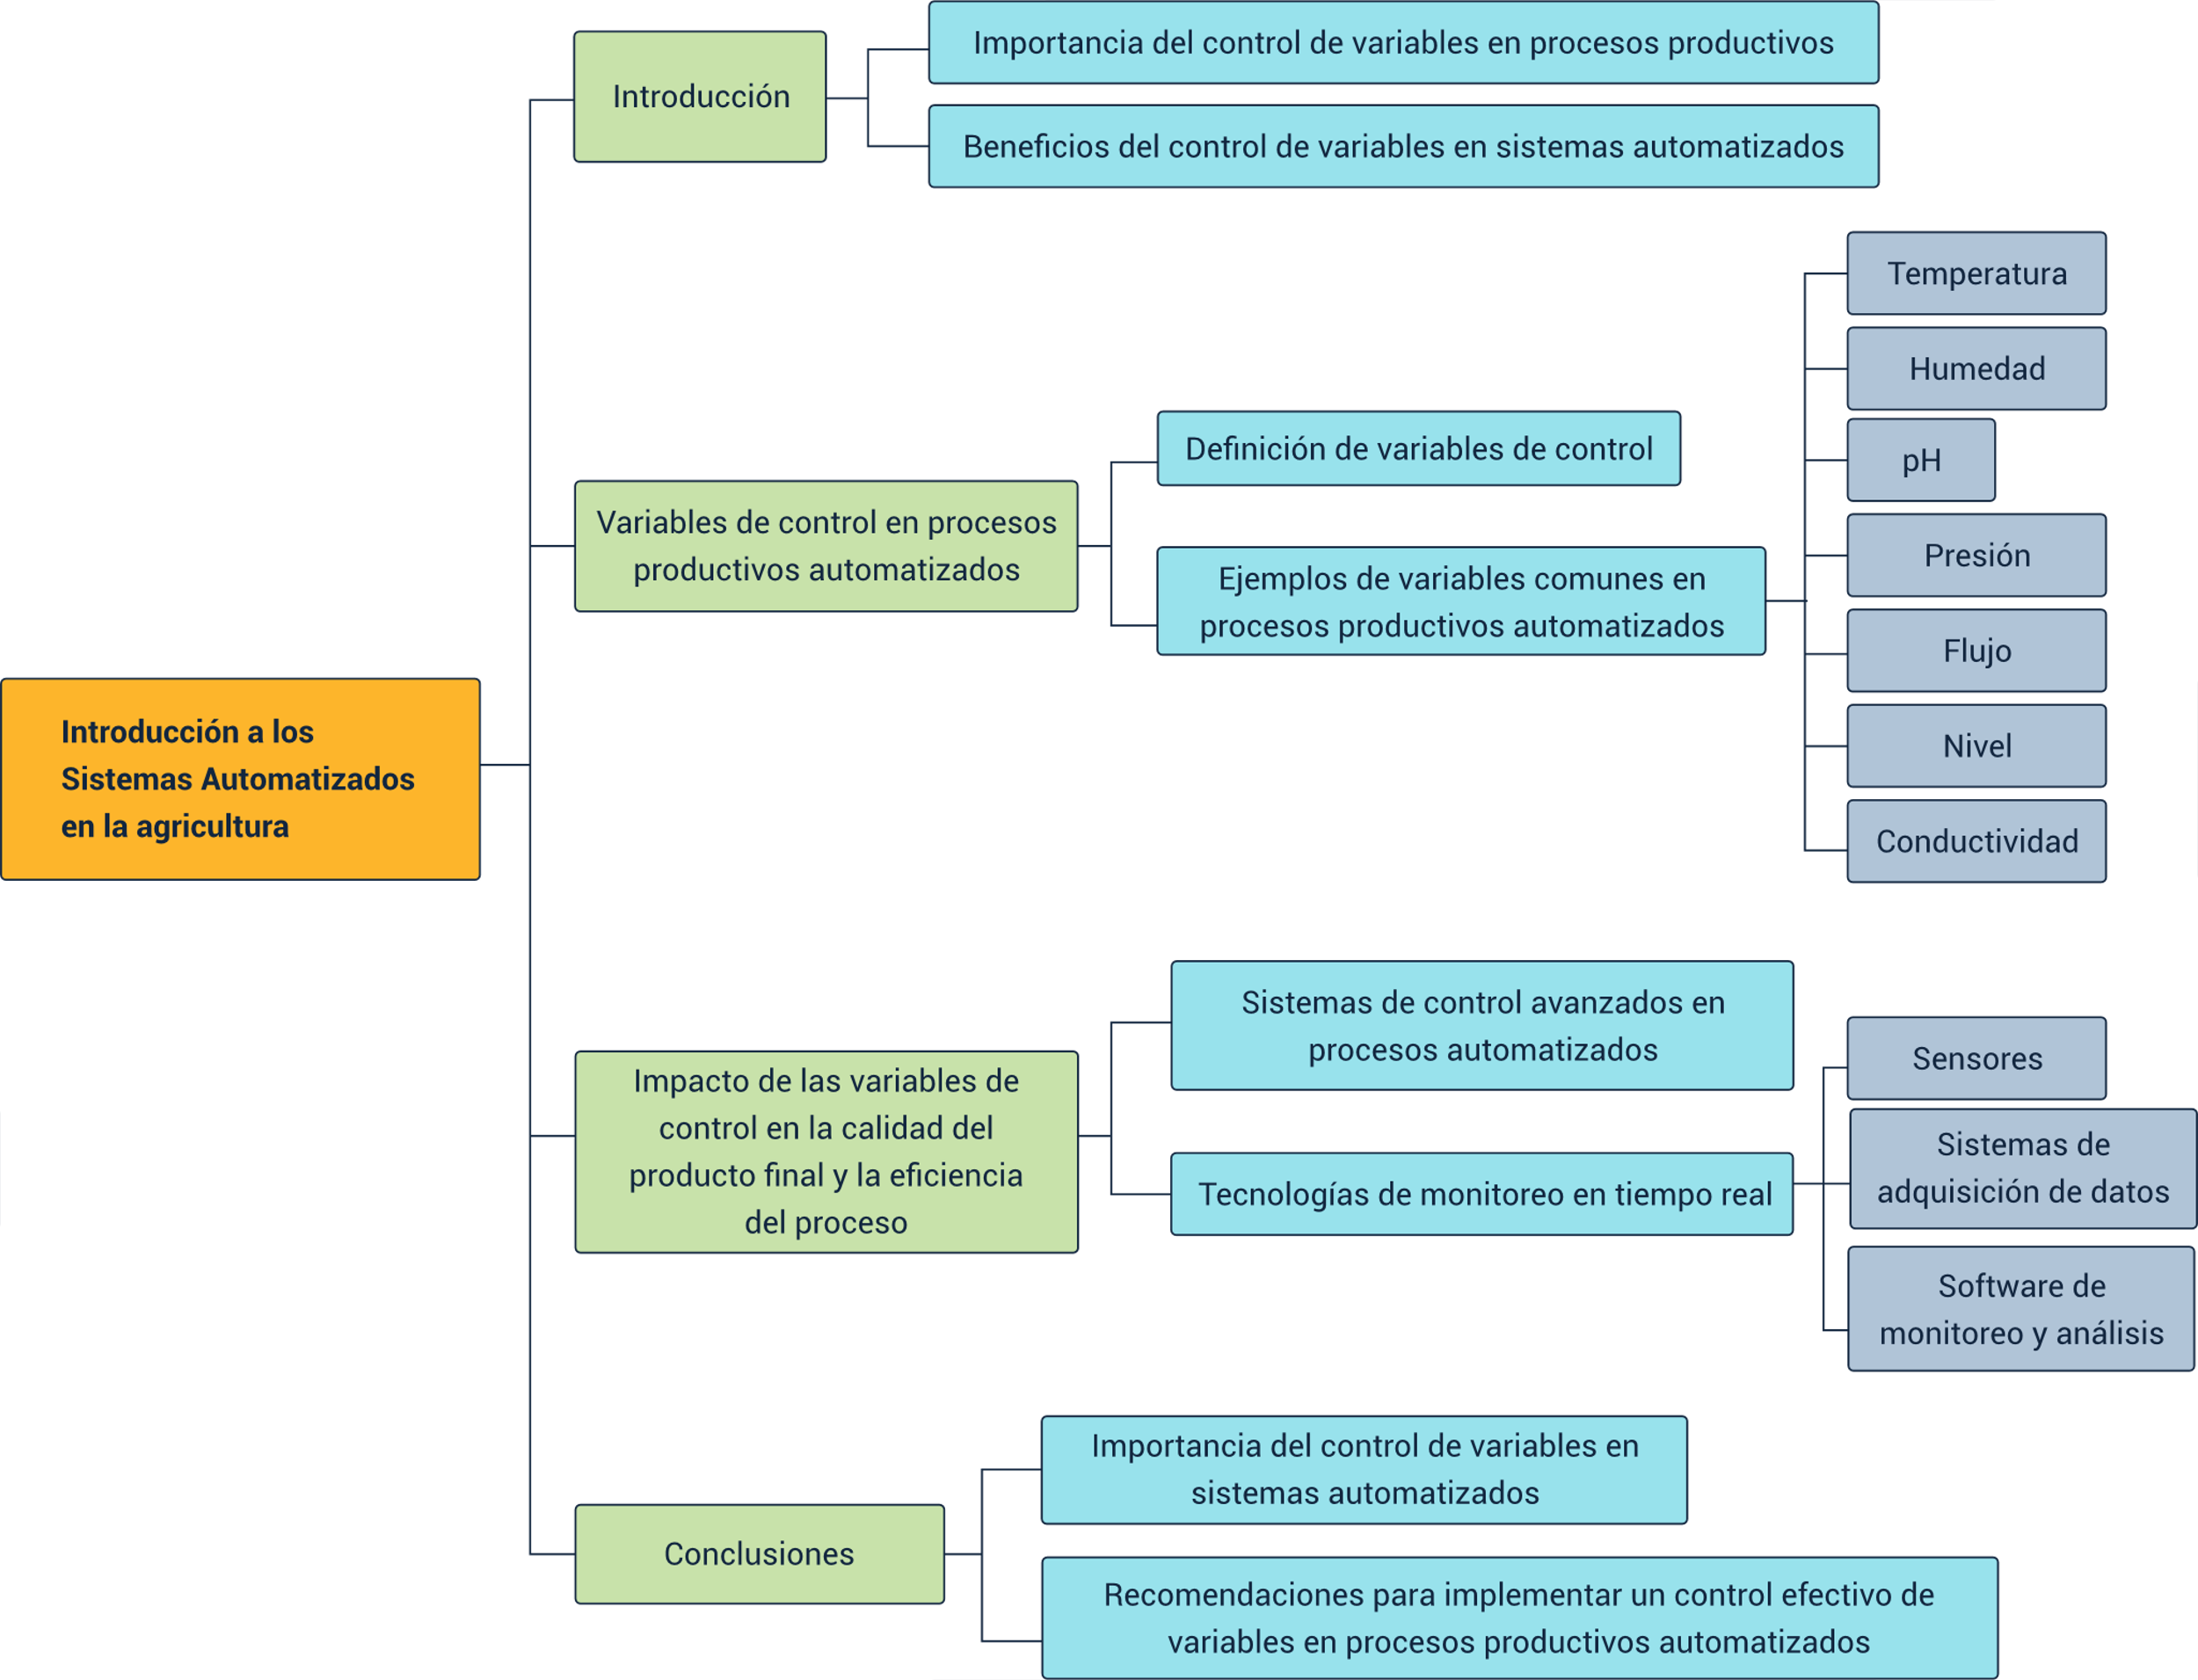 Introducción a los
Sistemas Automatizados
en la agricultura
Introducción
Importancia del control de variables en procesos productivos
Beneficios del control de variables en sistemas automatizados
Variables de control en procesos
productivos automatizados
Definición de variables de control
Ejemplos de variables comunes en
procesos productivos automatizados
Temperatura
Humedad
pH
Presión
Flujo
Nivel
Conductividad
Impacto de las variables de
control en la calidad del
producto final y la eficiencia
del proceso
Sistemas de control avanzados en
procesos automatizados
Tecnologías de monitoreo en tiempo real
Sensores
Sistemas de
adquisición de datos
Software de
monitoreo y análisis
Conclusiones
Importancia del control de variables en
sistemas automatizados
Recomendaciones para implementar un control efectivo de
variables en procesos productivos automatizados